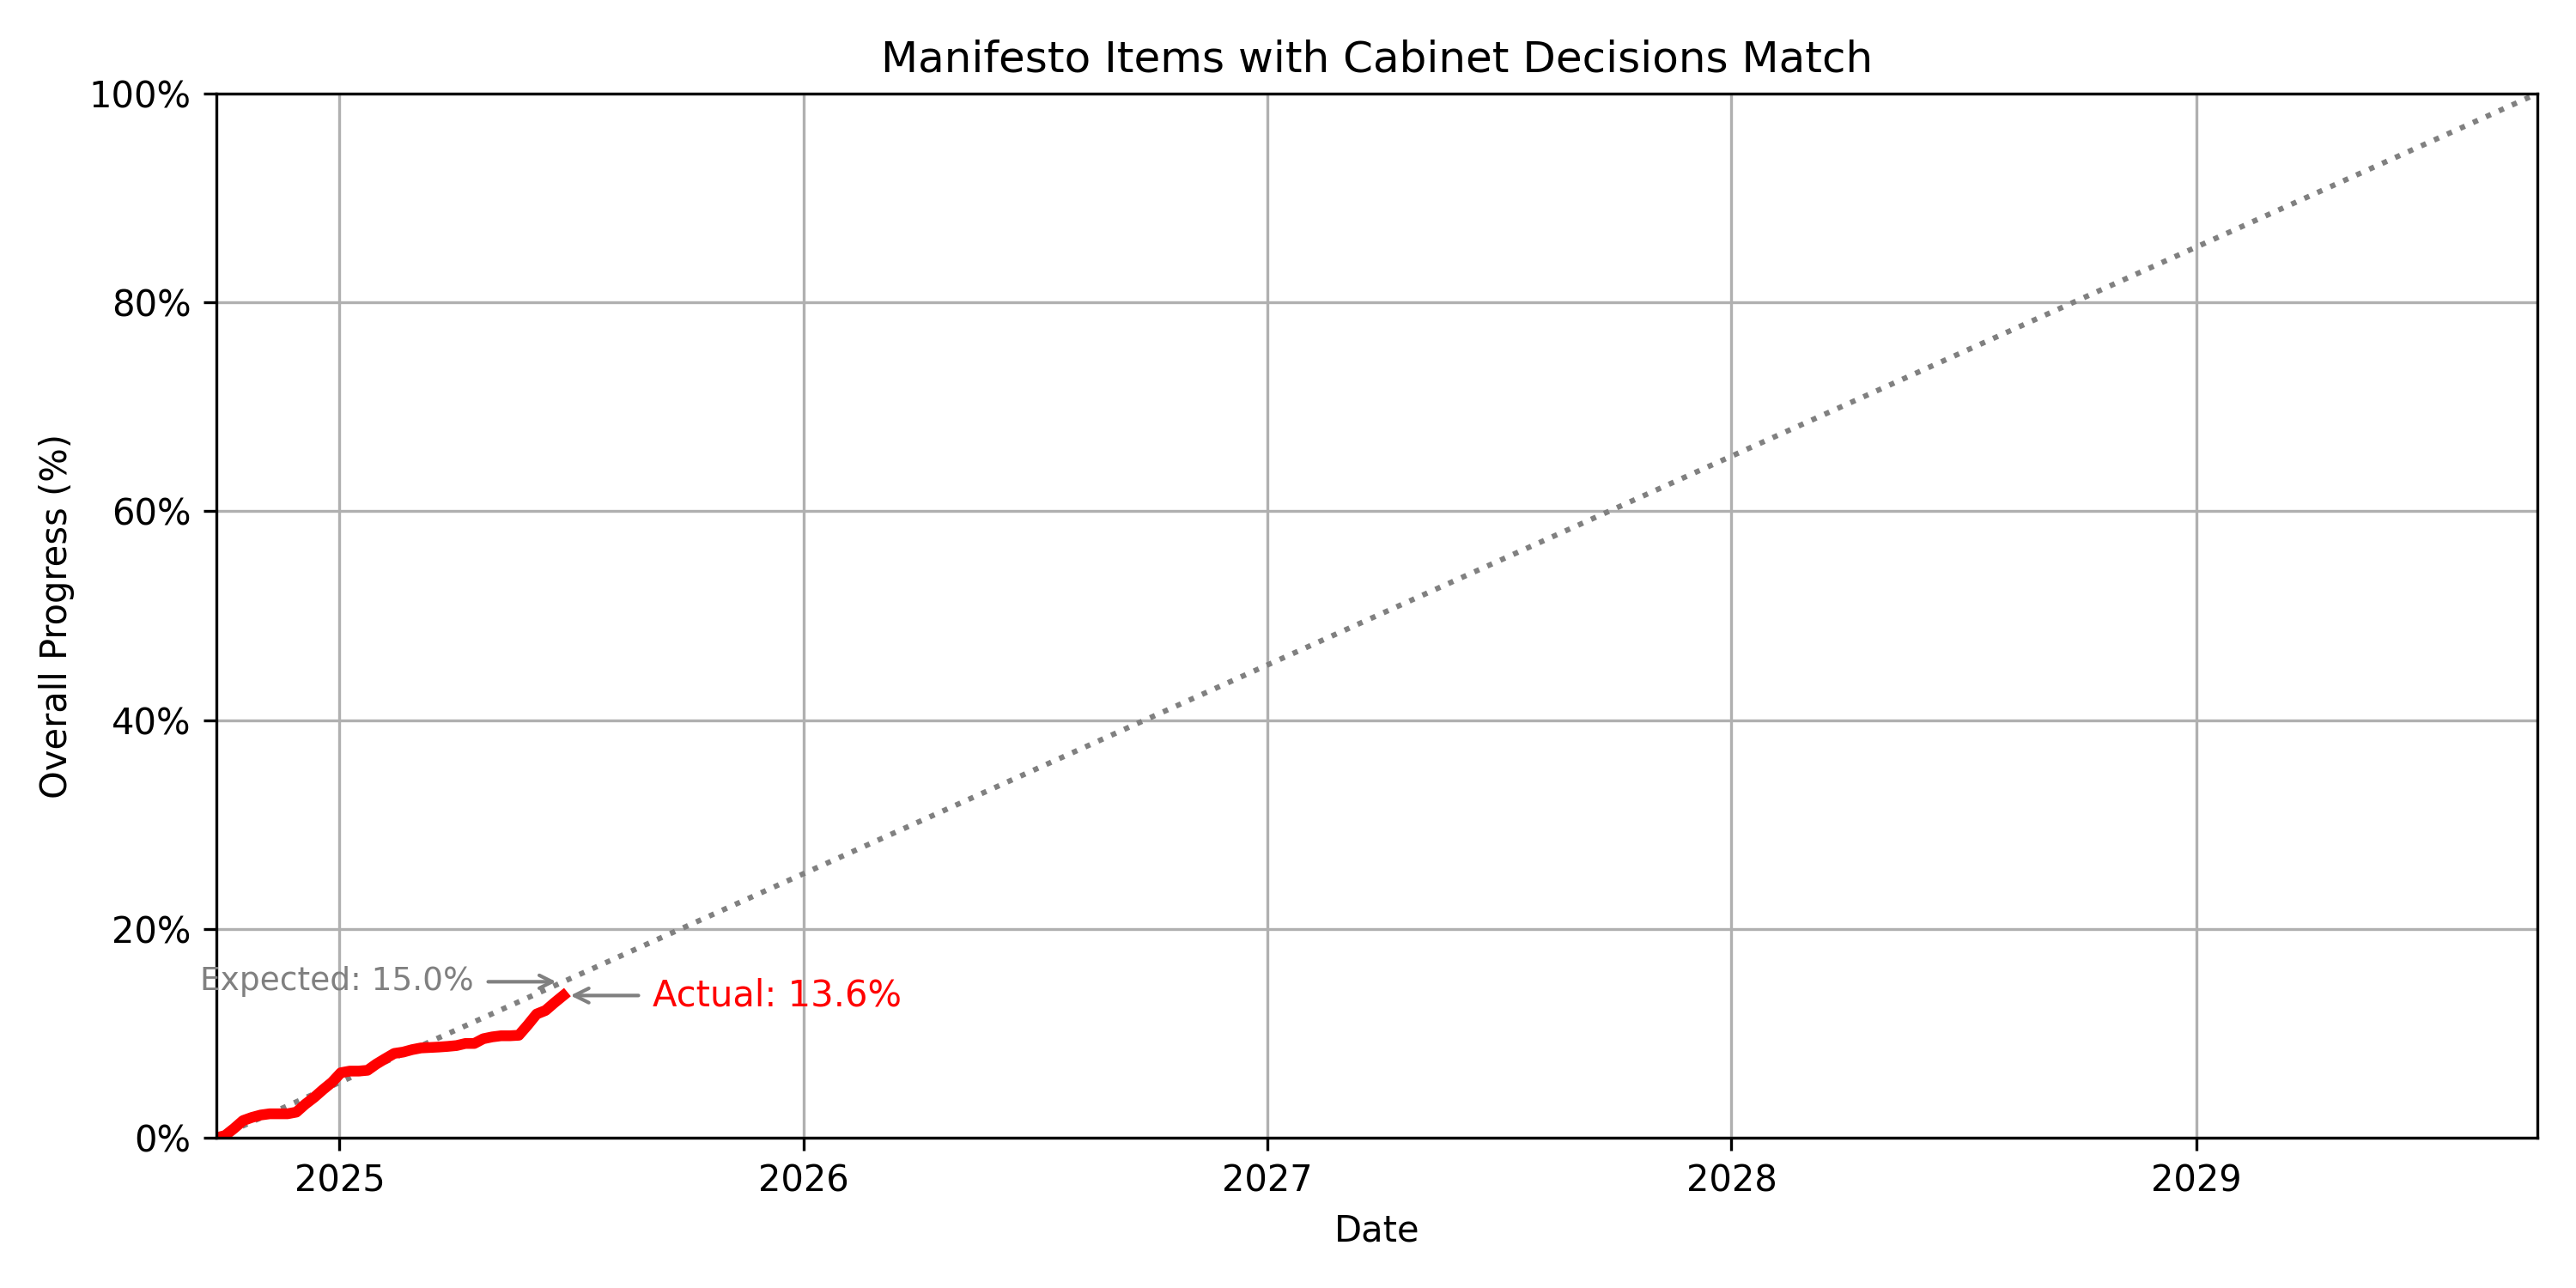 Manifesto Items with Cabinet Decisions Match
Overall Progress (%)
100%
80%
60%
40%
20%
0%
Expected: 15.0%
Actual: 13.6%
2025
2026
2027
2028
2029
Date